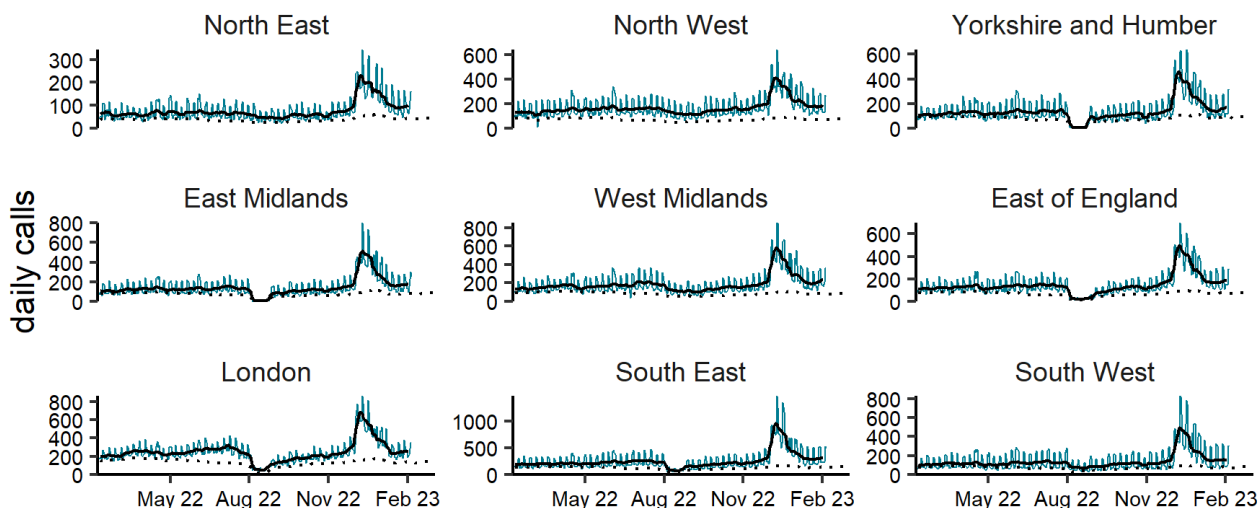 North East North West Yorkshire and Humber
300 600 600
200 400 400
100 200 200
0 0 0
East Midlands West Midlands East of England
800 800 600
600 600 400
400 400 200
200 200 0
0 0
daily calls
London South East South West
800 1000 800
600 500 600
400 0 400
200 200
0 0
May 22 Aug 22 Nov 22 Feb 23 May 22 Aug 22 Nov 22 Feb 23 May 22 Aug 22 Nov 22 Feb 23